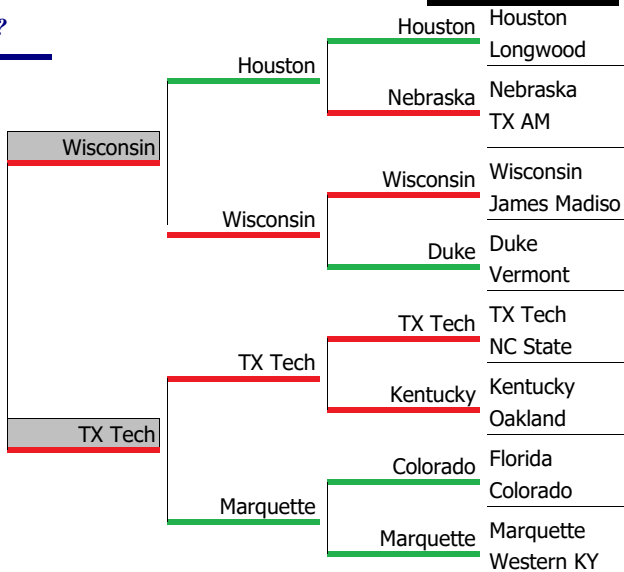 ?
Houston
Houston
Longwood
Houston
Nebraska
Nebraska
TX AM
Wisconsin
Wisconsin
Wisconsin
James Madiso
Wisconsin
Duke
Duke
Vermont
TX Tech
TX Tech
NC State
TX Tech
Kentucky
Kentucky
Oakland
TX Tech
Colorado
Florida
Colorado
Marquette
Marquette
Marquette
Western KY